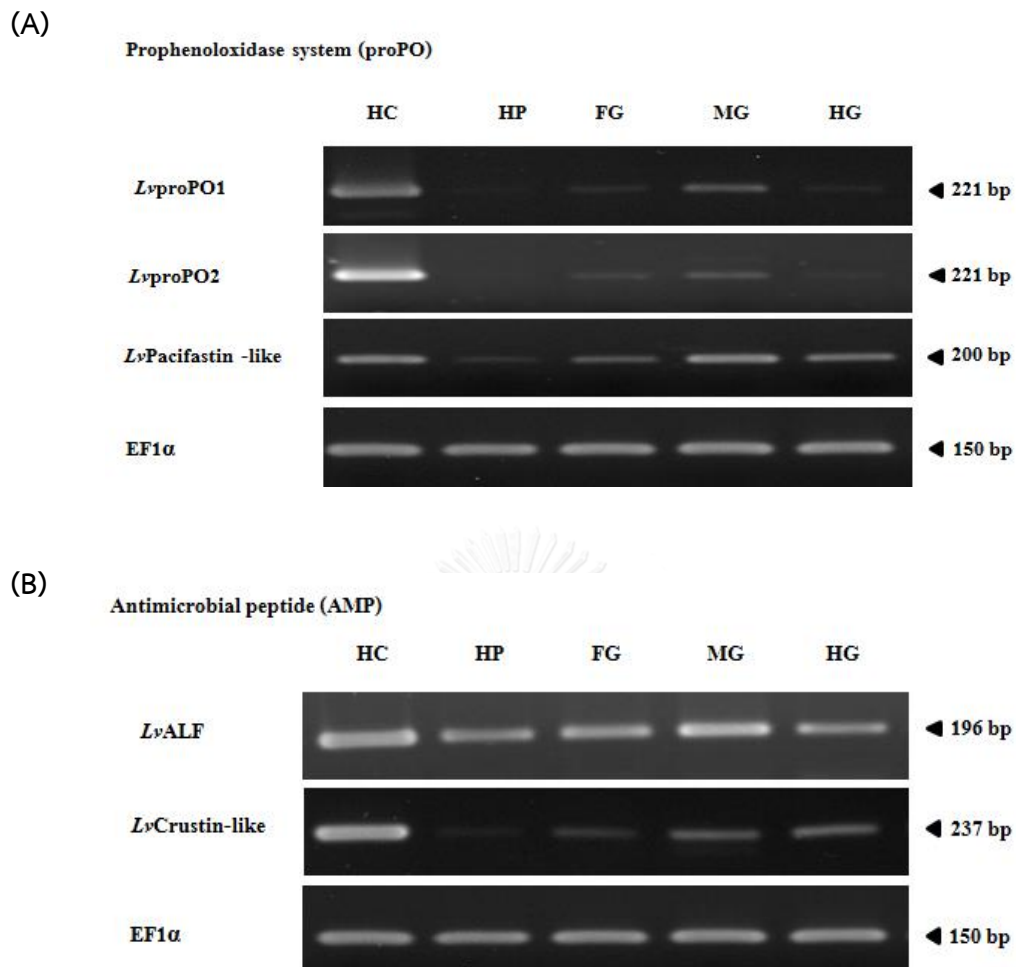 (A)
Prophenoloxidase system (proPO)
HC HP FG MG HG
LvproPO1 ◄ 221 bp
LvproPO2 ◄ 221 bp
LvPacifastin -like ◄ 200 bp
EF1α ◄ 150 bp
(B)
Antimicrobial peptide (AMP)
HC HP FG MG HG
LvALF ◄ 196 bp
LvCrustin-like ◄ 237 bp
EF1α ◄ 150 bp